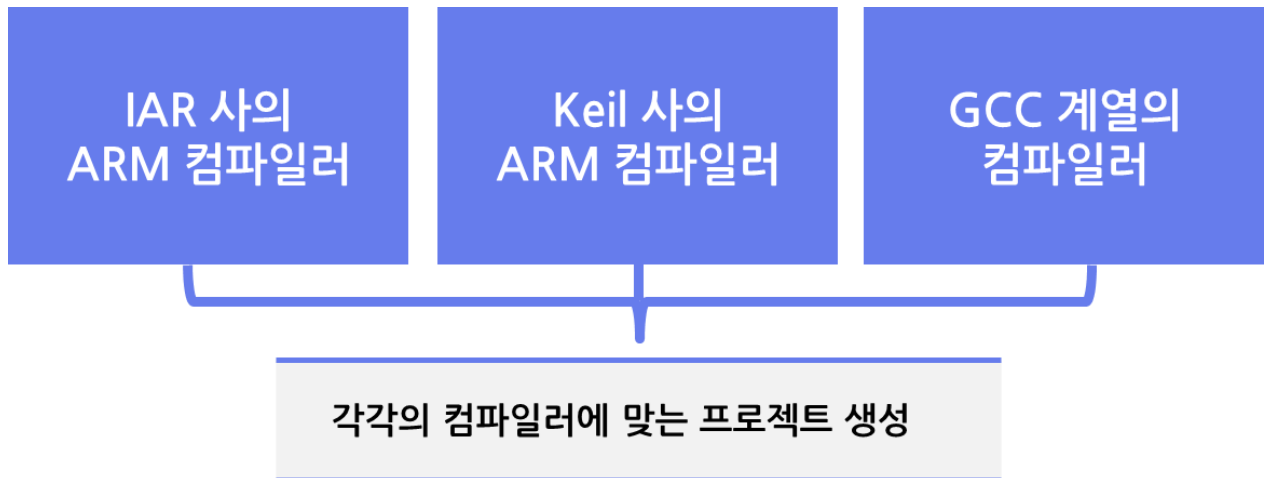 IAR 사의
ARM 컴파일러
Keil 사의
ARM 컴파일러
GCC 계열의
컴파일러
각각의 컴파일러에 맞는 프로젝트 생성